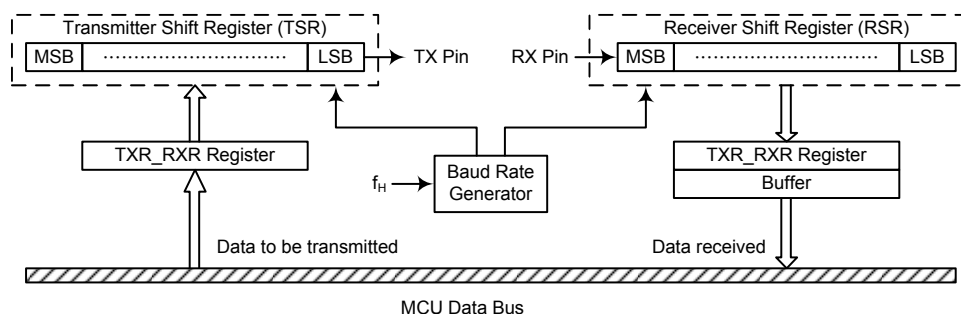 Transmitter Shift Register (TSR)
MSB
LSB
TX Pin
RX Pin
Receiver Shift Register (RSR)
MSB
LSB
TXR_RXR Register
fH
Baud Rate
Generator
TXR_RXR Register
Buffer
Data to be transmitted
Data received
MCU Data Bus